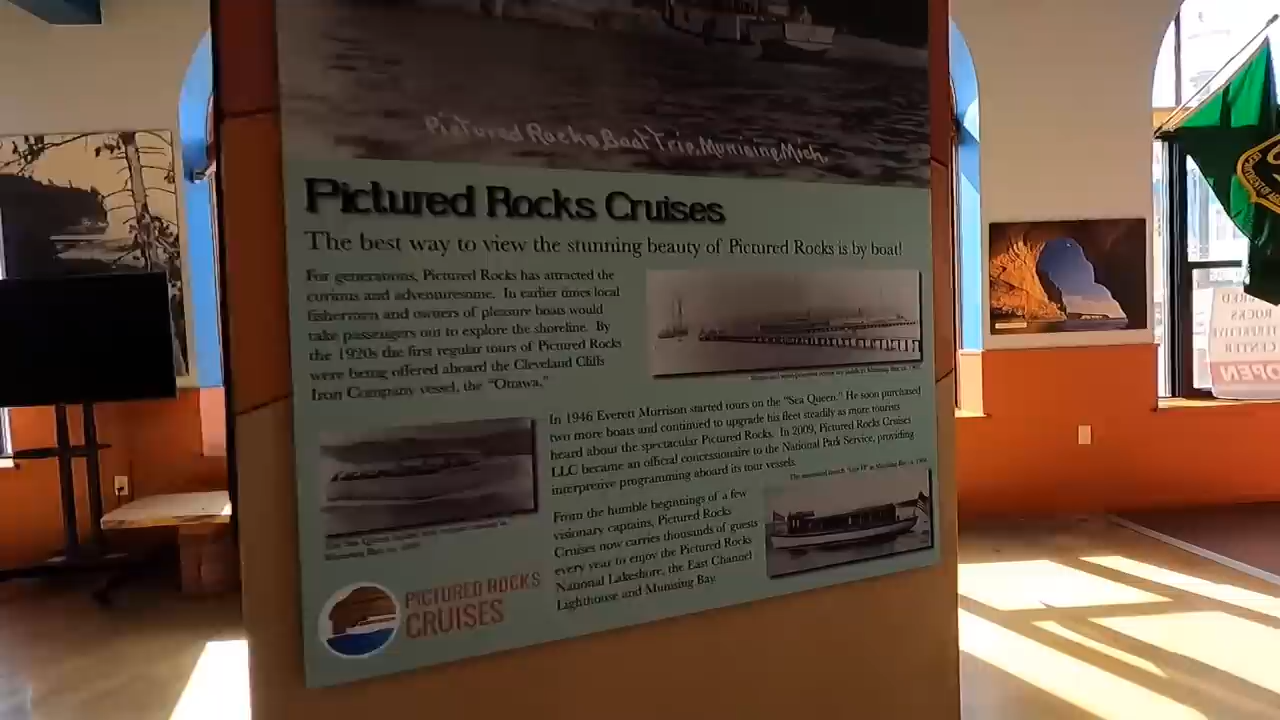 Pictured Rocks, Boat Trip, Munising, Mich.
Pictured Rocks Cruises
The best way to view the stunning beauty of Pictured Rocks is by boat!
For generations, Pictured Rocks has attracted the
curious and adventuresome. In earlier times local
fishermen and owners of pleasure boats would
take passengers out to explore the shoreline. By
the 1920s the first regular tours of Pictured Rocks
were being offered aboard the Cleveland Cliffs
Iron Company vessel, the "Ottawa."
In 1946 Everett Morrison started tours on the "Sea Queen." He soon purchased
two more boats and continued to upgrade his fleet steadily as more tourists
heard about the spectacular Pictured Rocks. In 2009, Pictured Rocks Cruises
LLC became an official concessionaire to the National Park Service, providing
interpretive programming aboard its tour vessels.
From the humble beginnings of a few
visionary captains, Pictured Rocks
Cruises now carries thousands of guests
every year to enjoy the Pictured Rocks
National Lakeshore, the East Channel
Lighthouse and Munising Bay.
PICTURED ROCKS
CRUISES
ROCKS
CENTER
OPEN